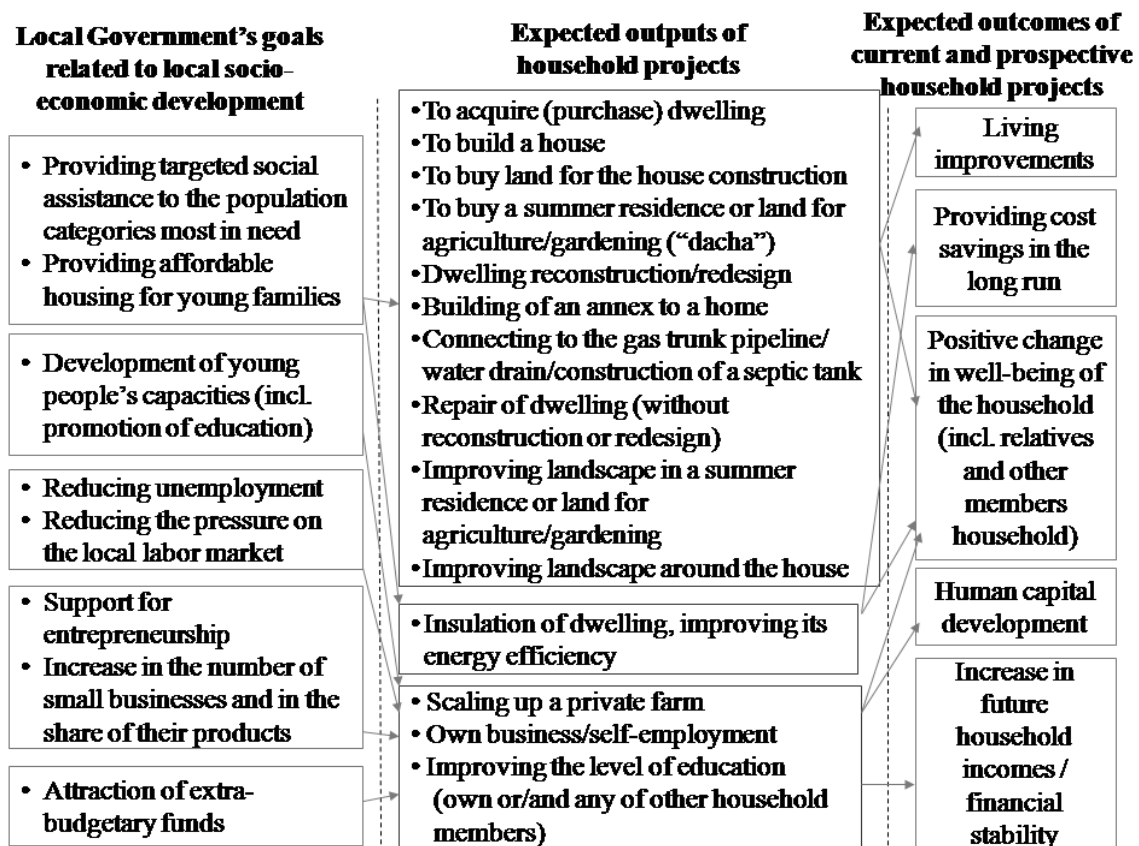 Local Government's goals
related to local socio-
economic development
• Providing targeted social
assistance to the population
categories most in need
• Providing affordable
housing for young families
• Development of young
people's capacities (incl.
promotion of education)
• Reducing unemployment
• Reducing the pressure on
the local labor market
• Support for
entrepreneurship
• Increase in the number of
small businesses and in the
share of their products
• Attraction of extra-
budgetary funds
Expected outputs of
household projects
• To acquire (purchase) dwelling
• To build a house
• To buy land for the house construction
• To buy a summer residence or land for
agriculture/gardening ("dacha")
• Dwelling reconstruction/redesign
• Building of an annex to a home
• Connecting to the gas trunk pipeline/
water drain/construction of a septic tank
• Repair of dwelling (without
reconstruction or redesign)
• Improving landscape in a summer
residence or land for
agriculture/gardening
• Improving landscape around the house
• Insulation of dwelling, improving its
energy efficiency
• Scaling up a private farm
• Own business/self-employment
• Improving the level of education
(own or/and any of other household
members)
Expected outcomes of
current and prospective
household projects
Living
improvements
Providing cost
savings in the
long run
Positive change
in well-being of
the household
(incl. relatives
and other
members
household)
Human capital
development
Increase in
future
household
incomes /
financial
stability